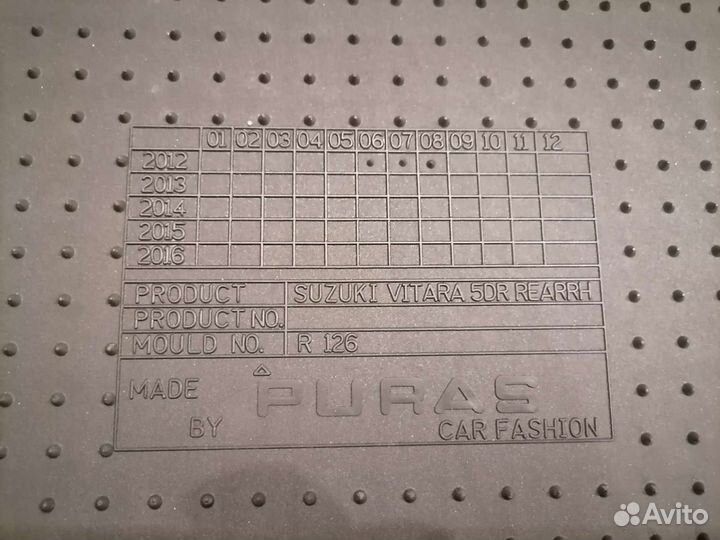 01 02 03 04 05 06 07 08 09 10 11 12
2012
2013
2014
2015
2016
PRODUCT SUZUKI VITARA 5DR REARRH
PRODUCT NO.
MOULD NO. R 126
MADE BY PURAS
CAR FASHION
Avito